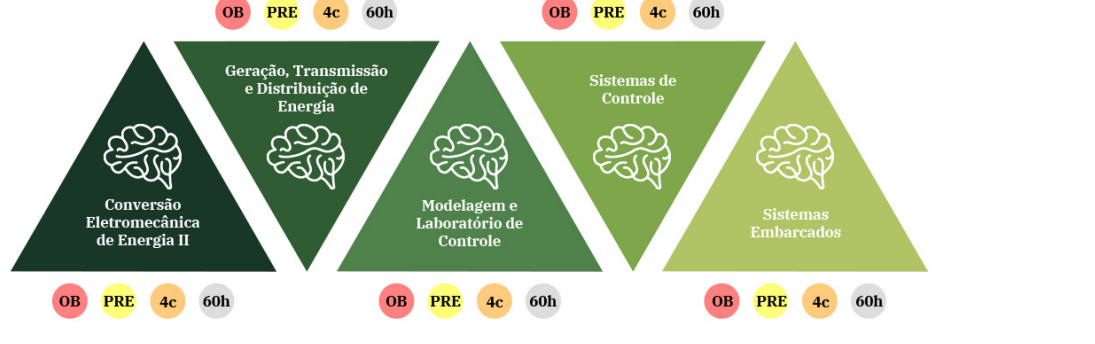 OB PRE 4c 60h
OB PRE 4c 60h
Geração, Transmissão
e Distribuição de
Energia
Sistemas de
Controle
Conversão
Eletromecânica
de Energia II
Modelagem e
Laboratório de
Controle
Sistemas
Embarcados
OB PRE 4c 60h
OB PRE 4c 60h
OB PRE 4c 60h